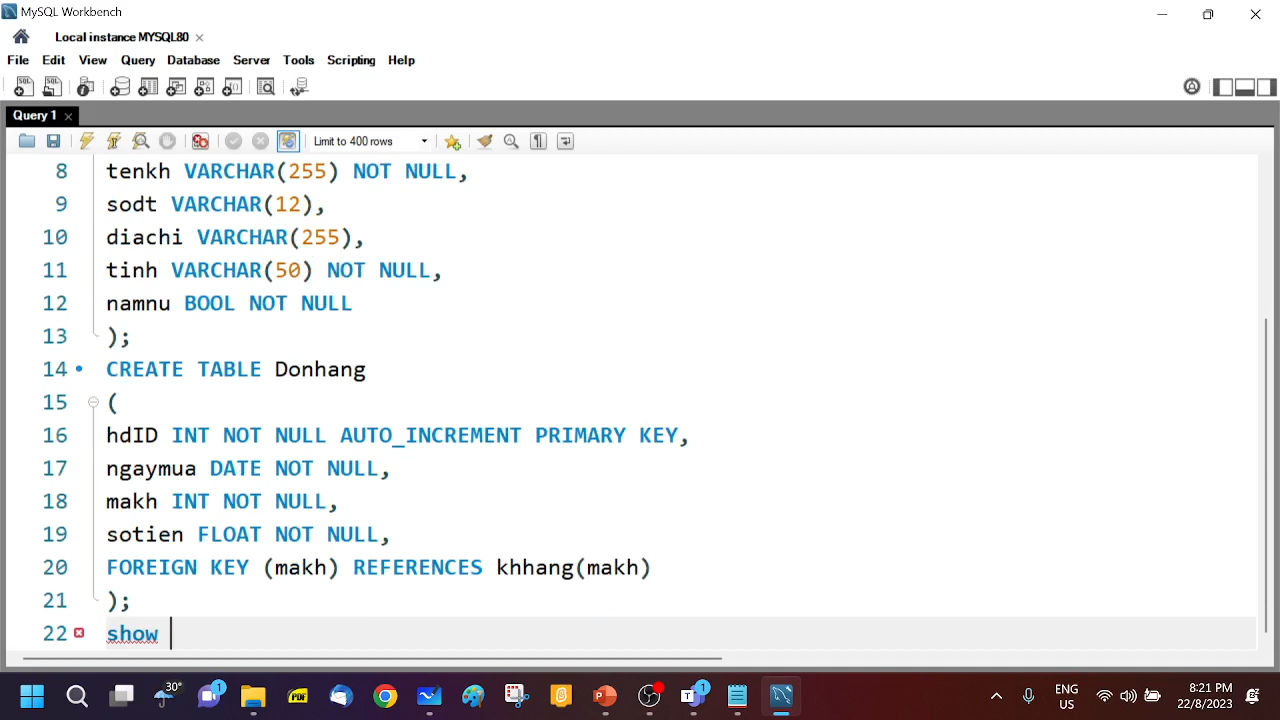 MySQL Workbench
Local instance MYSQL80
File Edit View Query Database Server Tools Scripting Help
Query 1
Limit to 400 rows
8 tenkh VARCHAR(255) NOT NULL,
9 sodt VARCHAR(12),
10 diachi VARCHAR(255),
11 tinh VARCHAR(50) NOT NULL,
12 namnu BOOL NOT NULL
13 );
14 CREATE TABLE Donhang
15 (
16 hdID INT NOT NULL AUTO_INCREMENT PRIMARY KEY,
17 ngaymua DATE NOT NULL,
18 makh INT NOT NULL,
19 sotien FLOAT NOT NULL,
20 FOREIGN KEY (makh) REFERENCES khhang(makh)
21 );
22 show
30°
1
PDF
1
ENG
US
8:21 PM
22/8/2023